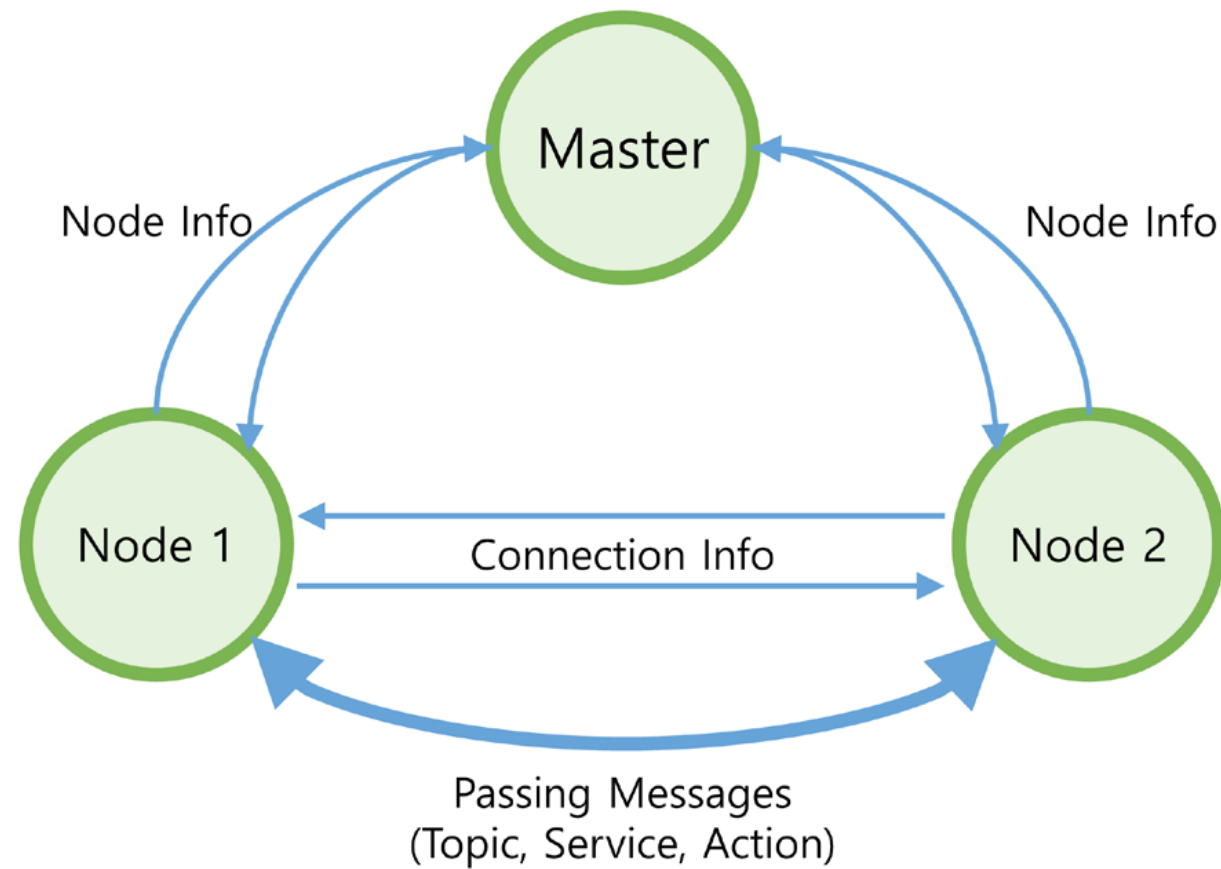 Master
Node Info
Node Info
Node 1
Connection Info
Node 2
Passing Messages
(Topic, Service, Action)